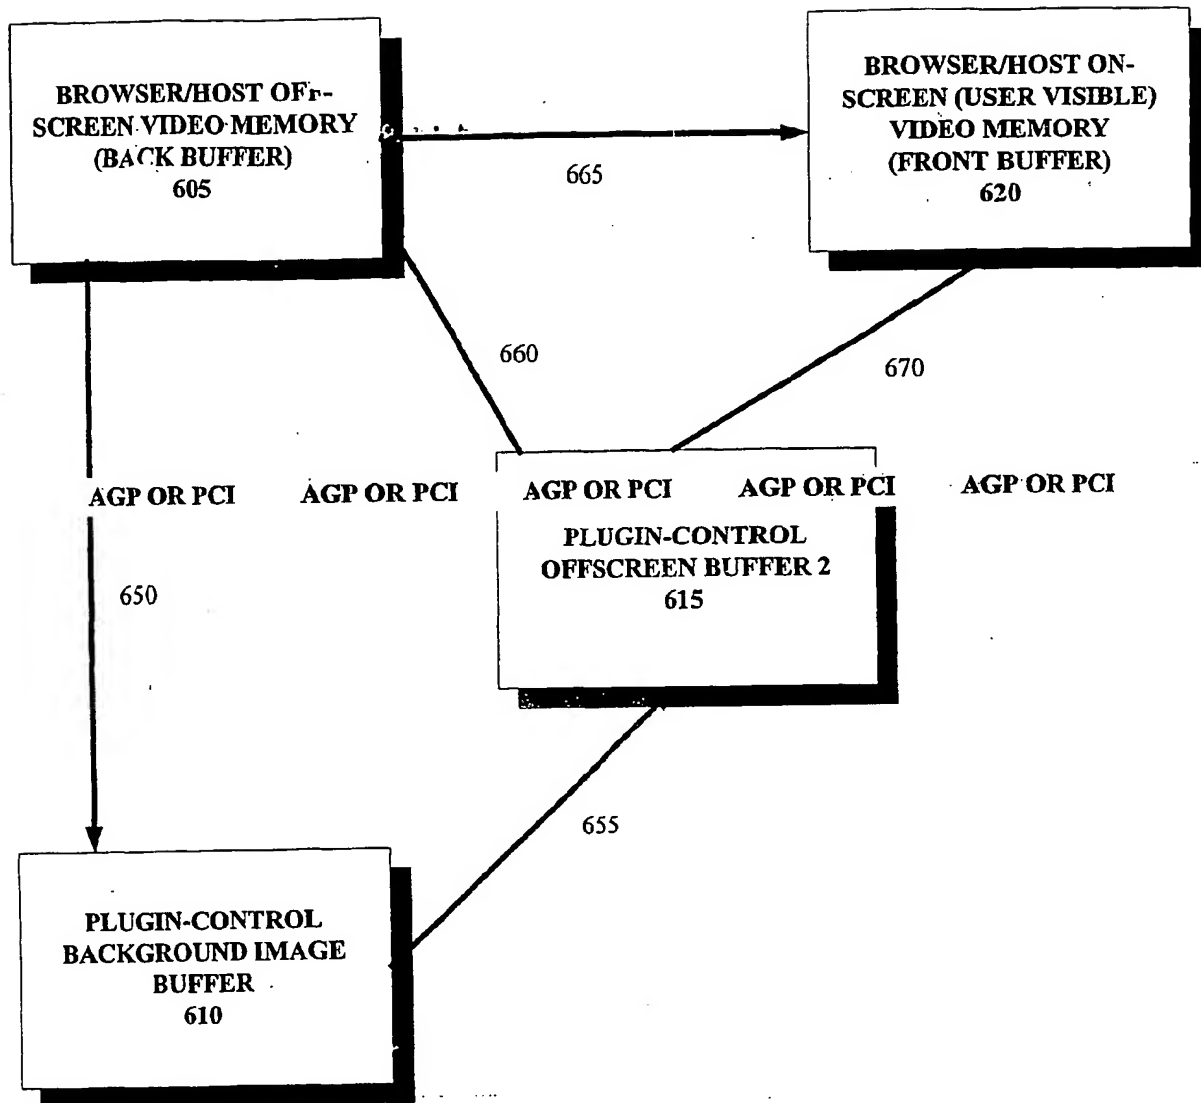 BROWSER/HOST OFF-
SCREEN VIDEO MEMORY
(BACK BUFFER)
605
665
BROWSER/HOST ON-
SCREEN (USER VISIBLE)
VIDEO MEMORY
(FRONT BUFFER)
620
660
670
AGP OR PCI AGP OR PCI AGP OR PCI AGP OR PCI AGP OR PCI
PLUGIN-CONTROL
OFFSCREEN BUFFER 2
615
650
655
PLUGIN-CONTROL
BACKGROUND IMAGE
BUFFER
610